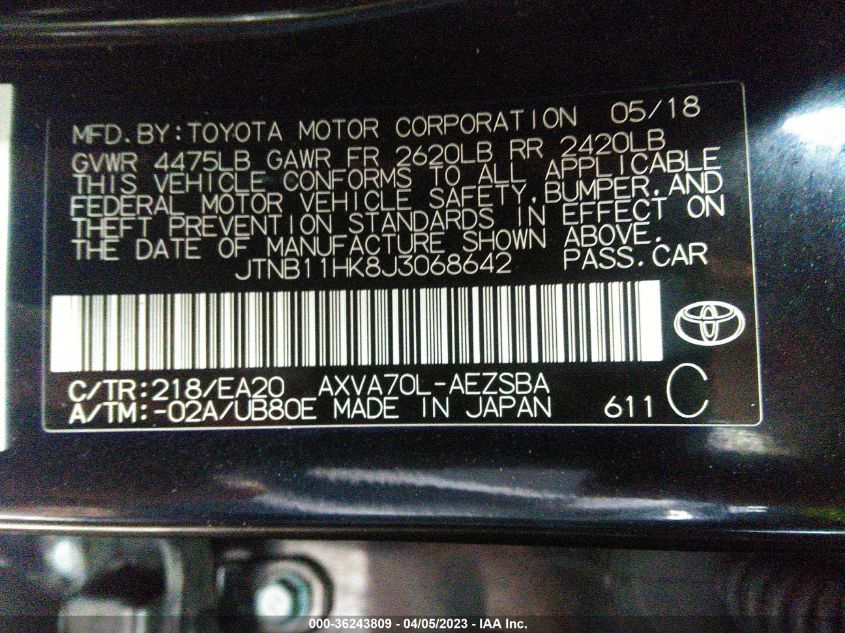 MFD.BY:TOYOTA MOTOR CORPORATION 05/18
GVWR 4475LB GAWR FR 2620LB RR 2420LB
THIS VEHICLE CONFORMS TO ALL APPLICABLE
FEDERAL MOTOR VEHICLE SAFETY,BUMPER,AND
THEFT PREVENTION STANDARDS IN EFFECT ON
THE DATE OF MANUFACTURE SHOWN ABOVE.
JTNB11HK8J3068642 PASS.CAR
C/TR:218/EA20 AXVA70L-AEZSBA
A/TM:-02A/UB80E MADE IN JAPAN 611 C
000-36243809 - 04/05/2023 - IAA Inc.